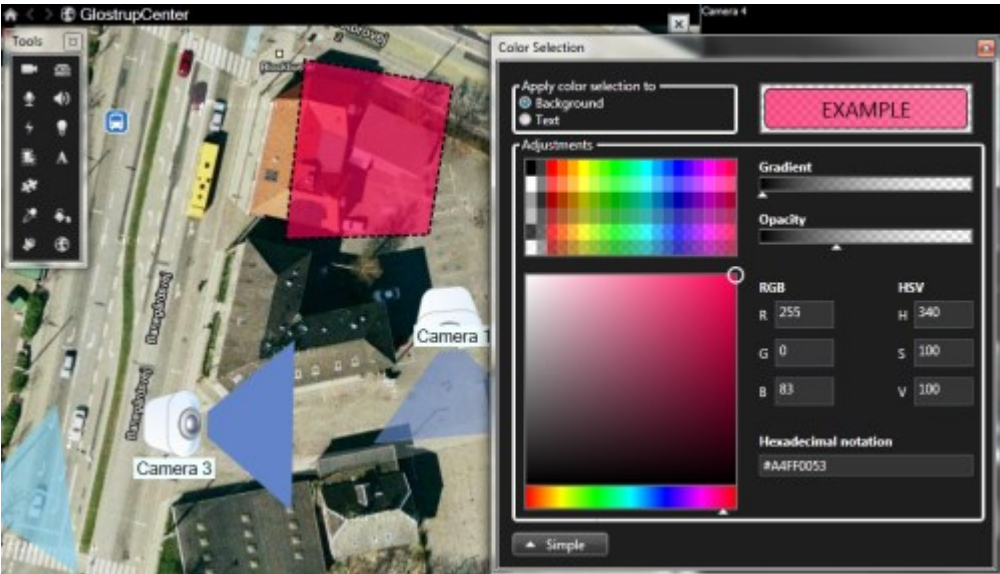 GlostrupCenter
Camera 4
Tools
Color Selection
Apply color selection to
Background
Text
EXAMPLE
Adjustments
Gradient
Opacity
RGB
HSV
R 255
H 340
G 0
S 100
B 83
V 100
Hexadecimal notation
#A4FF0053
Simple
A
Camera 1
Camera 3